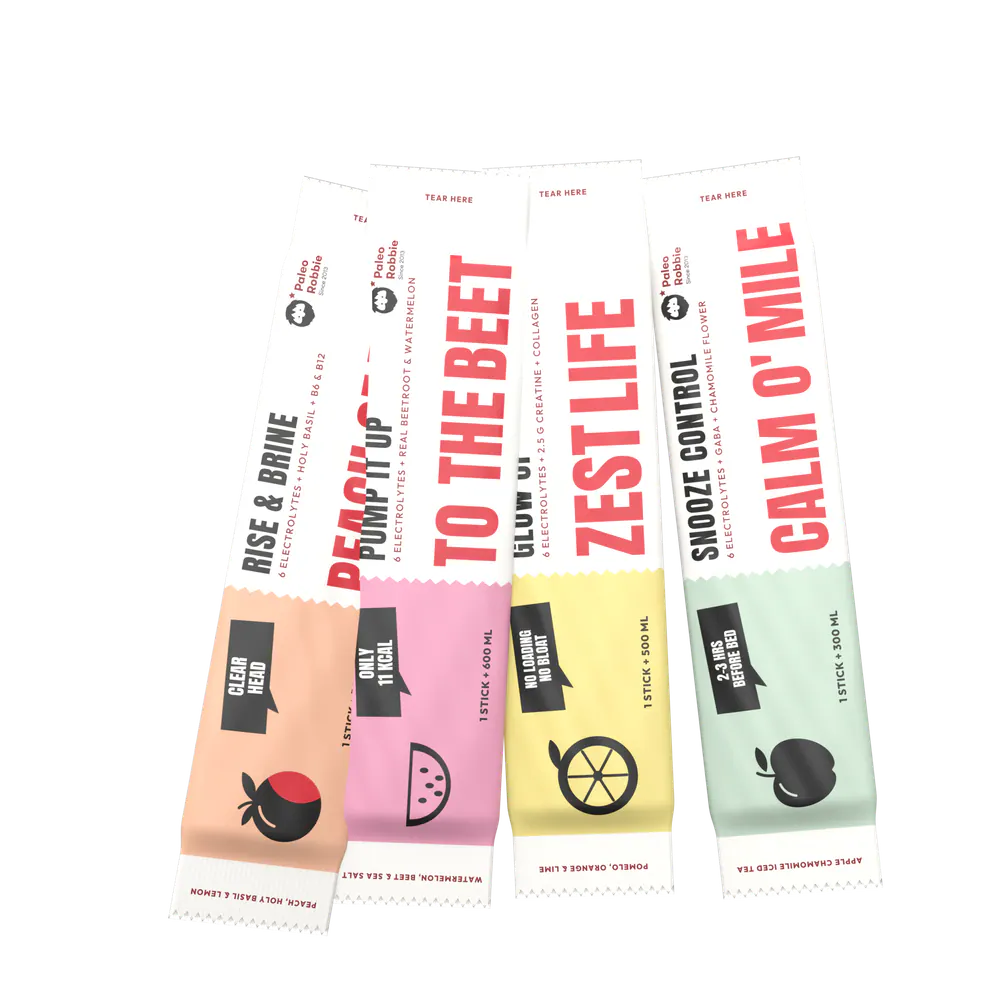 Paleo
Robbie
Since 2013
RISE & BRINE
6 ELECTROLYTES + HOLY BASIL + B6 & B12
CLEAR
HEAD
PEACH, HOLY BASIL & LEMON
TEAR HERE
Paleo
Robbie
Since 2013
PUMP IT UP
6 ELECTROLYTES + REAL BEETROOT & WATERMELON
TO THE BEET
ONLY
11 KCAL
1 STICK + 600 ML
WATERMELON, BEET & SEA SALT
TEAR HERE
GLOW UP
6 ELECTROLYTES + 2.5 G CREATINE + COLLAGEN
ZEST LIFE
NO LOADING
NO BLOAT
1 STICK + 500 ML
POMELO, ORANGE & LIME
TEAR HERE
Paleo
Robbie
Since 2013
SNOOZE CONTROL
6 ELECTROLYTES + GABA + CHAMOMILE FLOWER
CALM O' MILE
2-3 HRS
BEFORE BED
1 STICK + 300 ML
APPLE CHAMOMILE ICED TEA